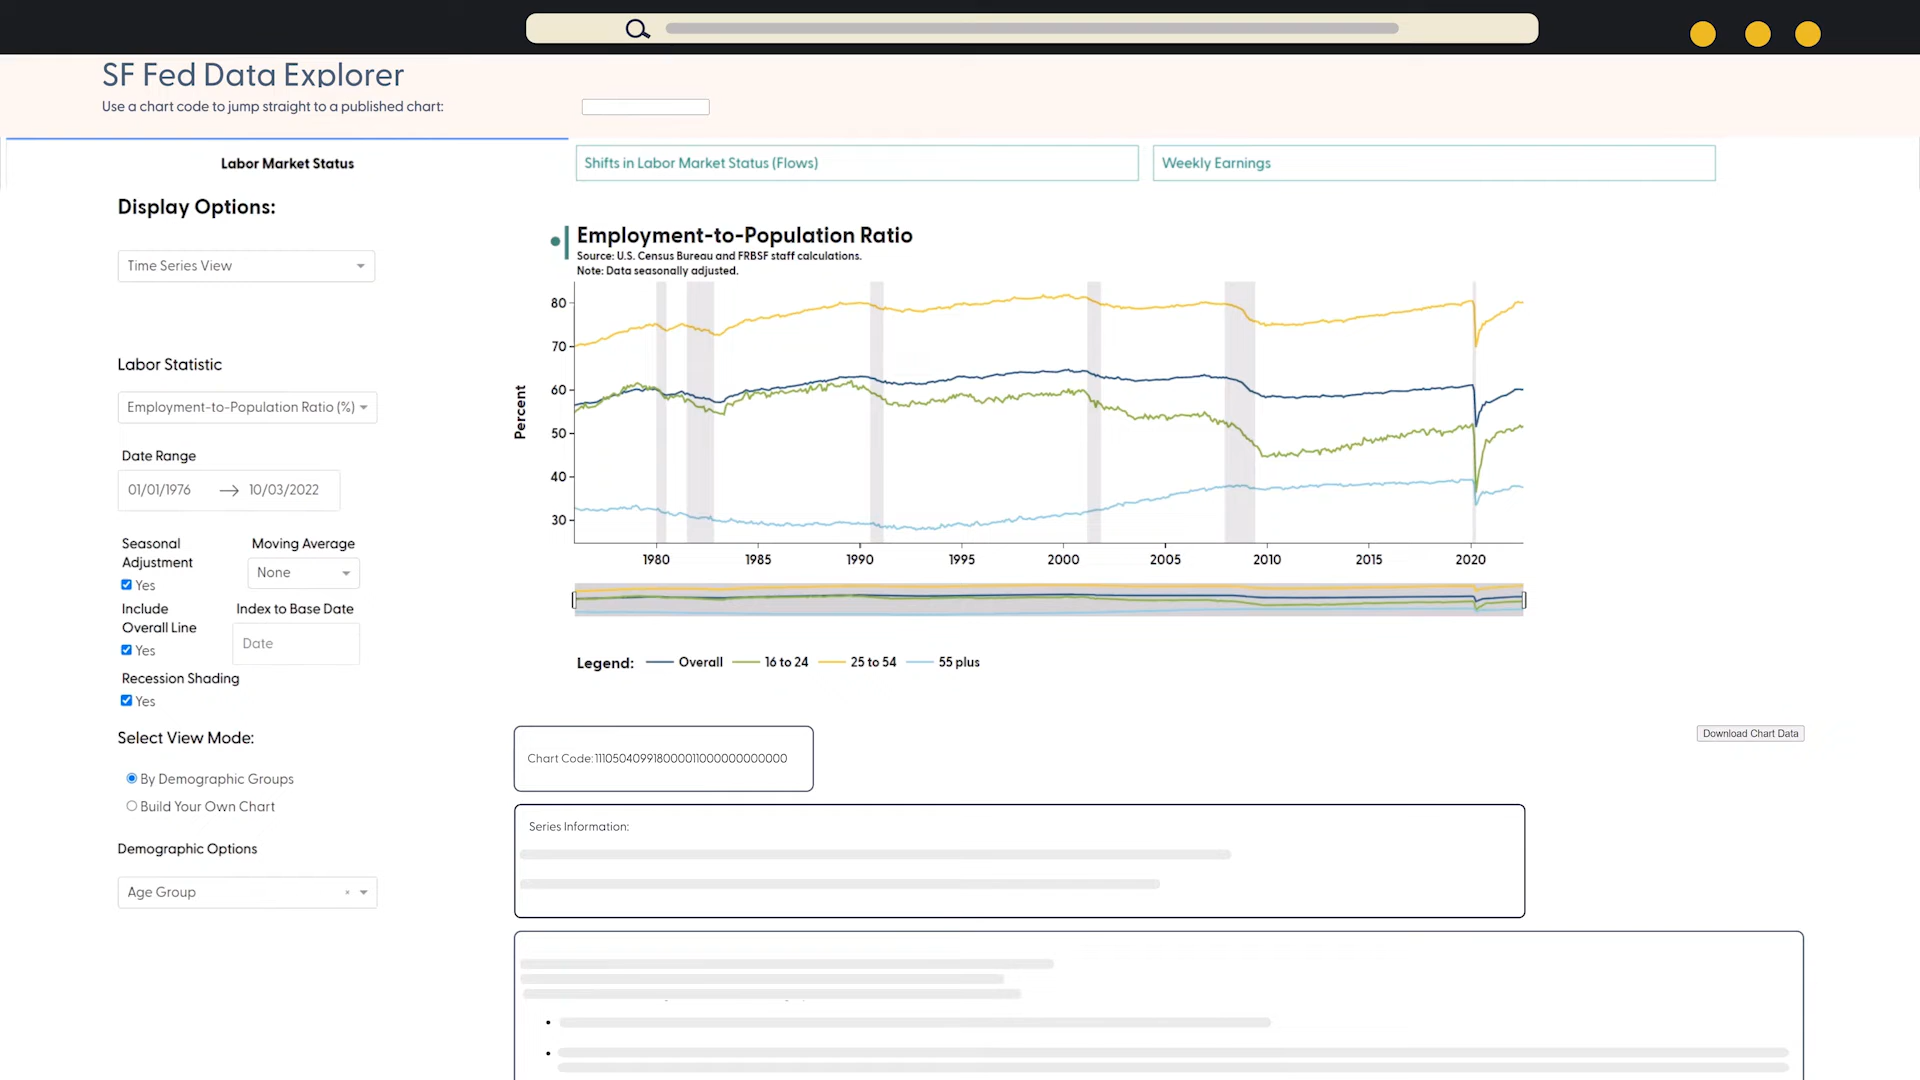 SF Fed Data Explorer
Use a chart code to jump straight to a published chart:
Labor Market Status
Shifts in Labor Market Status (Flows)
Weekly Earnings
Display Options:
Time Series View
Labor Statistic
Employment-to-Population Ratio (%)
Date Range
01/01/1976 → 10/03/2022
Seasonal
Adjustment
Yes
Moving Average
None
Include
Overall Line
Yes
Index to Base Date
Date
Recession Shading
Yes
Select View Mode:
By Demographic Groups
Build Your Own Chart
Demographic Options
Age Group
Employment-to-Population Ratio
Source: U.S. Census Bureau and FRBSF staff calculations.
Note: Data seasonally adjusted.
Percent
80
70
60
50
40
30
1980 1985 1990 1995 2000 2005 2010 2015 2020
Legend: Overall 16 to 24 25 to 54 55 plus
Download Chart Data
Chart Code:
Series Information: